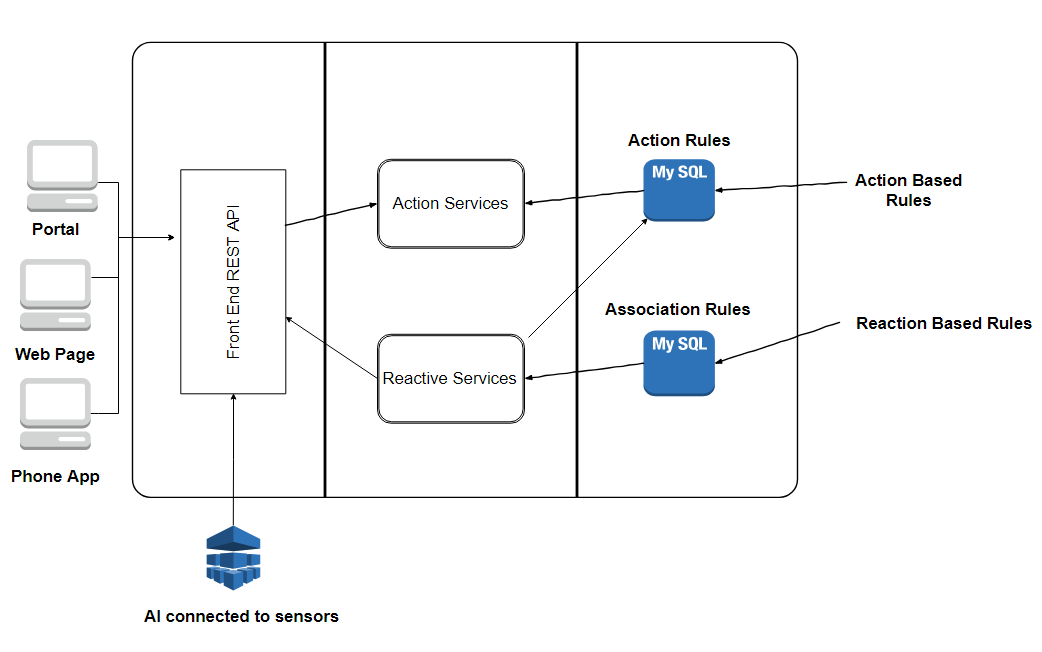 Action Rules
My SQL
Action Based
Rules
Portal
Front End REST API
Action Services
Association Rules
My SQL
Reaction Based Rules
Web Page
Reactive Services
Phone App
AI connected to sensors